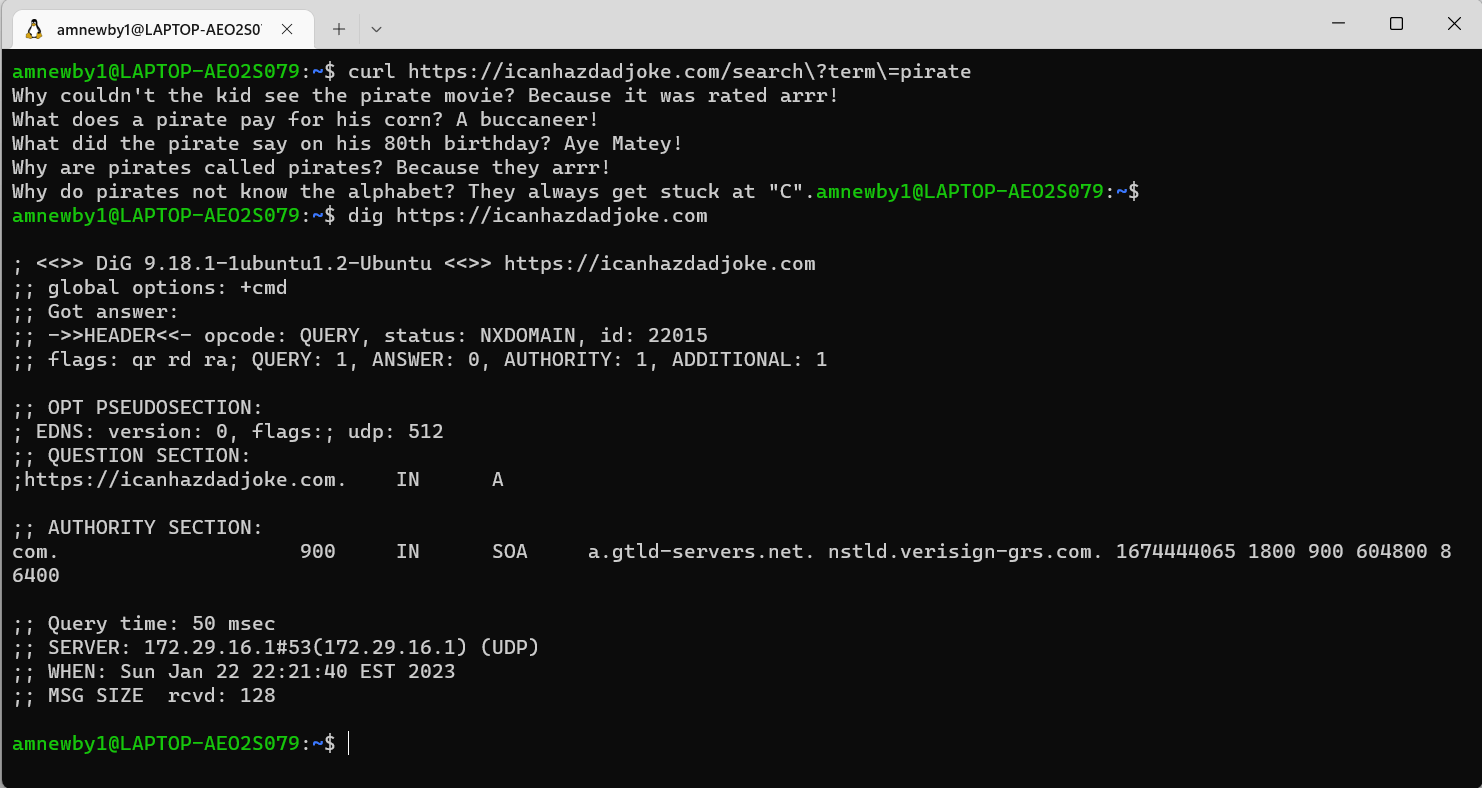 amnewby1@LAPTOP-AEO2S0
amnewby1@LAPTOP-AEO2S079:~$ curl https://icanhazdadjoke.com/search\?term\=pirate
Why couldn't the kid see the pirate movie? Because it was rated arrr!
What does a pirate pay for his corn? A buccaneer!
What did the pirate say on his 80th birthday? Aye Matey!
Why are pirates called pirates? Because they arrr!
Why do pirates not know the alphabet? They always get stuck at "C".amnewby1@LAPTOP-AEO2S079:~$
amnewby1@LAPTOP-AEO2S079:~$ dig https://icanhazdadjoke.com

; <<>> DiG 9.18.1-1ubuntu1.2-Ubuntu <<>> https://icanhazdadjoke.com
;; global options: +cmd
;; Got answer:
;; ->>HEADER<<- opcode: QUERY, status: NXDOMAIN, id: 22015
;; flags: qr rd ra; QUERY: 1, ANSWER: 0, AUTHORITY: 1, ADDITIONAL: 1

;; OPT PSEUDOSECTION:
; EDNS: version: 0, flags:; udp: 512
;; QUESTION SECTION:
;https://icanhazdadjoke.com.    IN      A

;; AUTHORITY SECTION:
com.                    900     IN      SOA     a.gtld-servers.net. nstld.verisign-grs.com. 1674444065 1800 900 604800 8
6400

;; Query time: 50 msec
;; SERVER: 172.29.16.1#53(172.29.16.1) (UDP)
;; WHEN: Sun Jan 22 22:21:40 EST 2023
;; MSG SIZE  rcvd: 128

amnewby1@LAPTOP-AEO2S079:~$